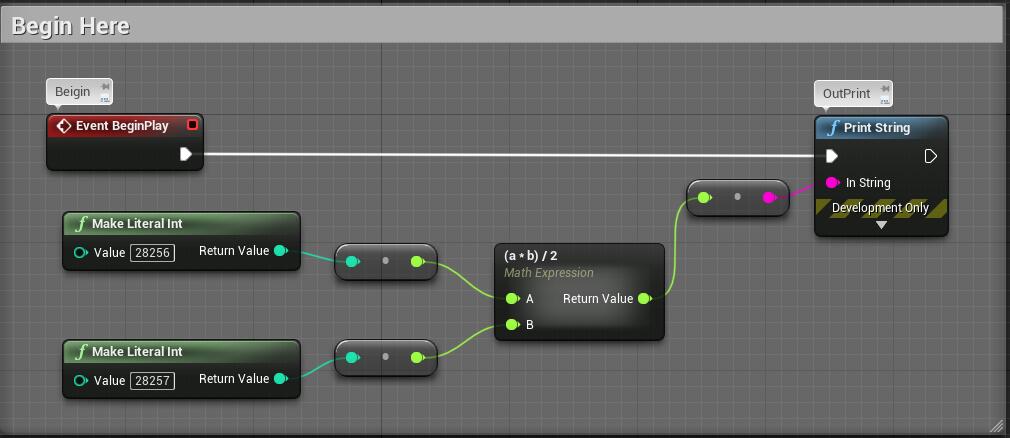 Begin Here
Beigin
OutPrint
Event BeginPlay
Print String
In String
Development Only
Make Literal Int
Value 28256 Return Value
(a * b) / 2
Math Expression
A Return Value
B
Make Literal Int
Value 28257 Return Value